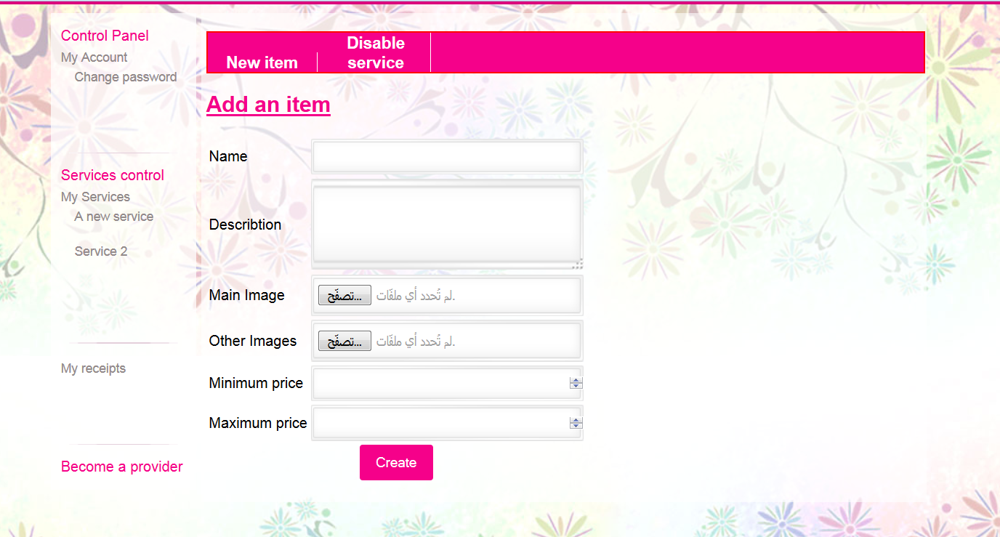 Control Panel
My Account
Change password
Services control
My Services
A new service
Service 2
My receipts
Become a provider
New item
Disable
service
Add an item
Name
Describtion
Main Image
تصفّح...
لم تُحدد أي ملفّات.
Other Images
تصفّح...
لم تُحدد أي ملفّات.
Minimum price
Maximum price
Create